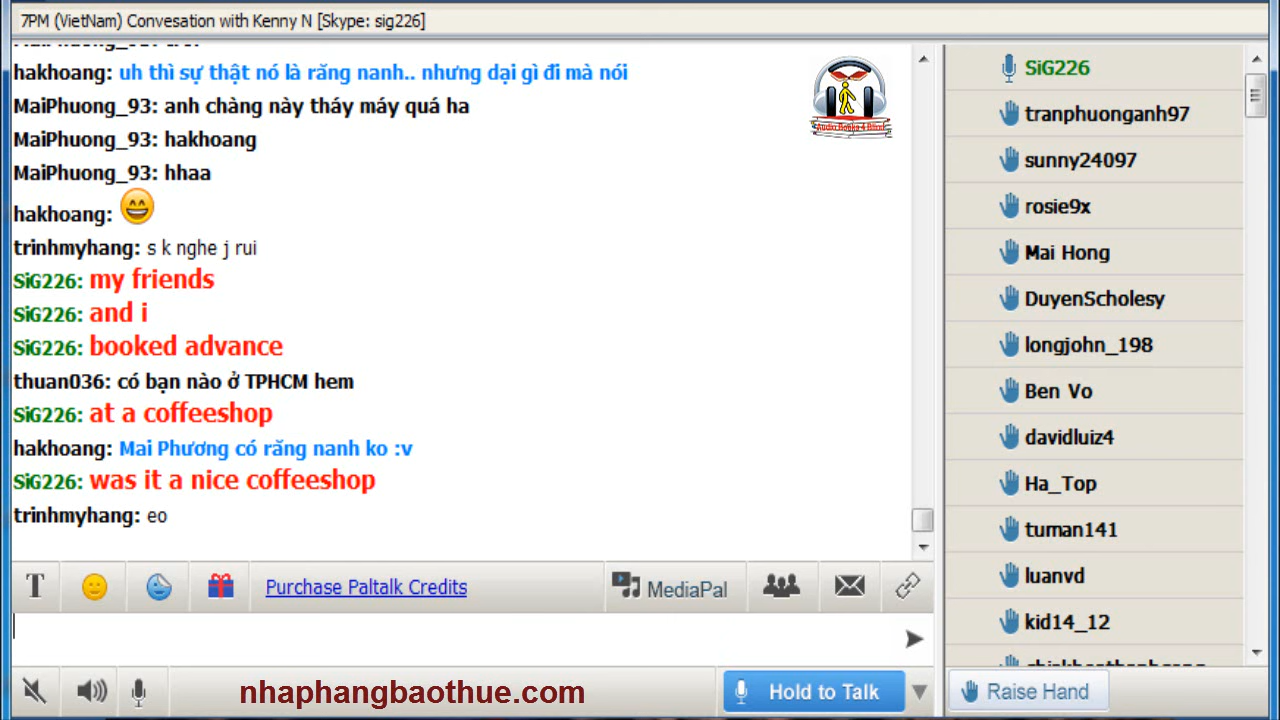 7PM (VietNam) Convesation with Kenny N [Skype: sig226]
hakhoang: uh thì sự thật nó là răng nanh.. nhưng dại gì đi mà nói
MaiPhuong_93: anh chàng này tháy máy quá ha
MaiPhuong_93: hakhoang
MaiPhuong_93: hhaa
hakhoang:
trinhmyhang: s k nghe j rui
SiG226: my friends
SiG226: and i
SiG226: booked advance
thuan036: có bạn nào ở TPHCM hem
SiG226: at a coffeeshop
hakhoang: Mai Phương có răng nanh ko :v
SiG226: was it a nice coffeeshop
trinhmyhang: eo
T
Purchase Paltalk Credits
MediaPal
nhaphangbaothue.com
Hold to Talk
SiG226
tranphuonganh97
sunny24097
rosie9x
Mai Hong
DuyenScholesy
longjohn_198
Ben Vo
davidluiz4
Ha_Top
tuman141
luanvd
kid14_12
Raise Hand